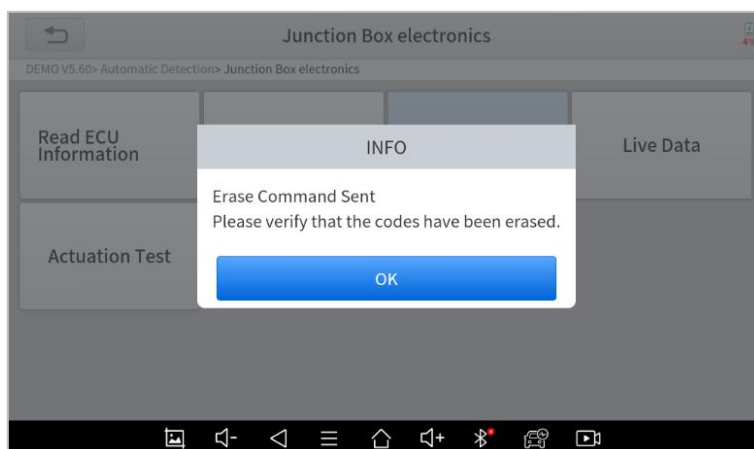 Junction Box electronics
DEMO V5.60> Automatic Detection> Junction Box electronics
Read ECU
Information
Live Data
INFO
Erase Command Sent
Please verify that the codes have been erased.
OK
Actuation Test